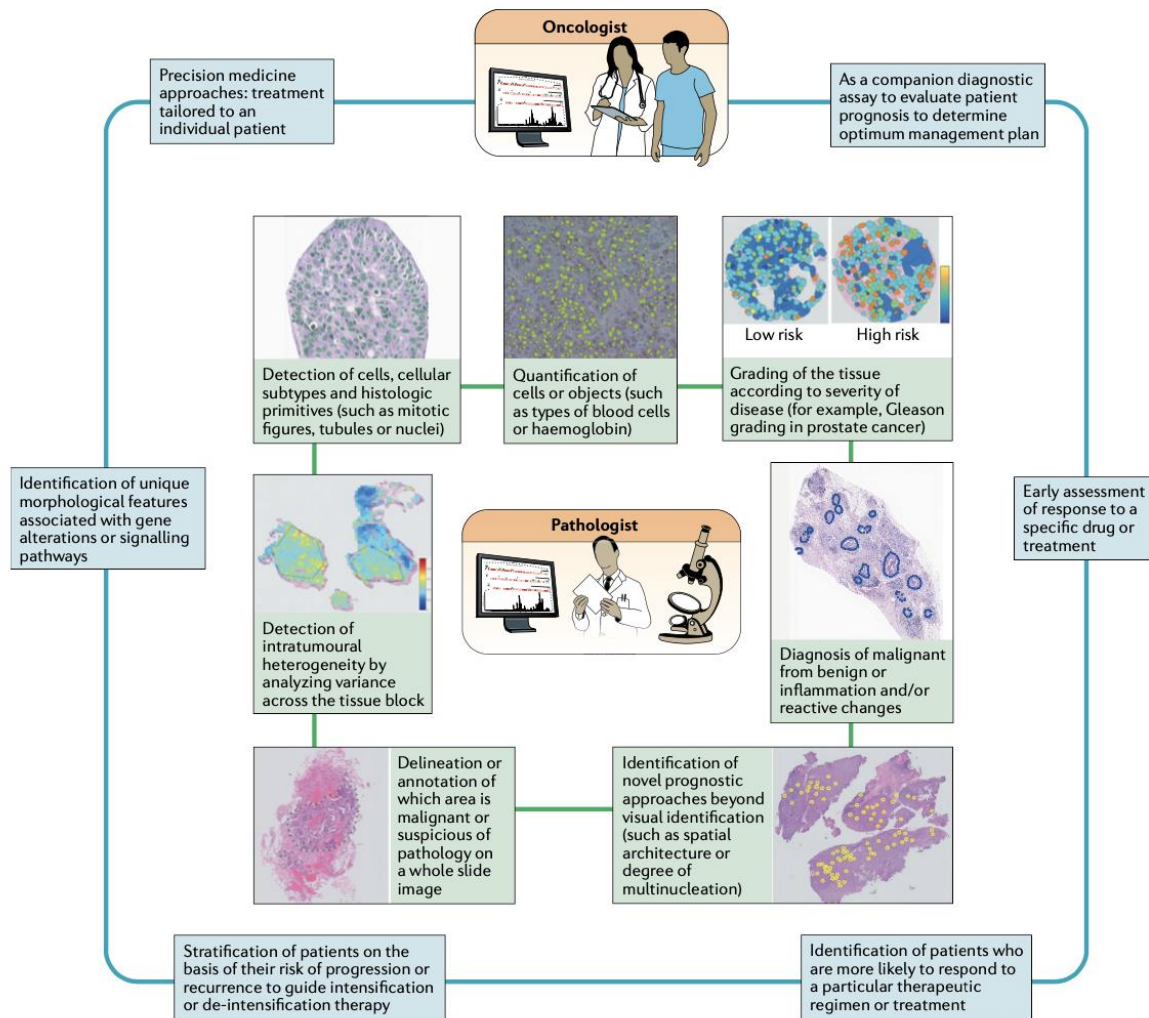 Oncologist
Precision medicine
approaches: treatment
tailored to an
individual patient
As a companion diagnostic
assay to evaluate patient
prognosis to determine
optimum management plan
Low risk
High risk
Detection of cells, cellular
subtypes and histologic
primitives (such as mitotic
figures, tubules or nuclei)
Quantification of
cells or objects (such
as types of blood cells
or haemoglobin)
Grading of the tissue
according to severity of
disease (for example, Gleason
grading in prostate cancer)
Identification of unique
morphological features
associated with gene
alterations or signalling
pathways
Pathologist
Early assessment
of response to a
specific drug or
treatment
Detection of
intratumoural
heterogeneity by
analyzing variance
across the tissue block
Diagnosis of malignant
from benign or
inflammation and/or
reactive changes
Delineation or
annotation of
which area is
malignant or
suspicious of
pathology on
a whole slide
image
Identification of
novel prognostic
approaches beyond
visual identification
(such as spatial
architecture or
degree of
multinucleation)
Stratification of patients on the
basis of their risk of progression or
recurrence to guide intensification
or de-intensification therapy
Identification of patients who
are more likely to respond to
a particular therapeutic
regimen or treatment